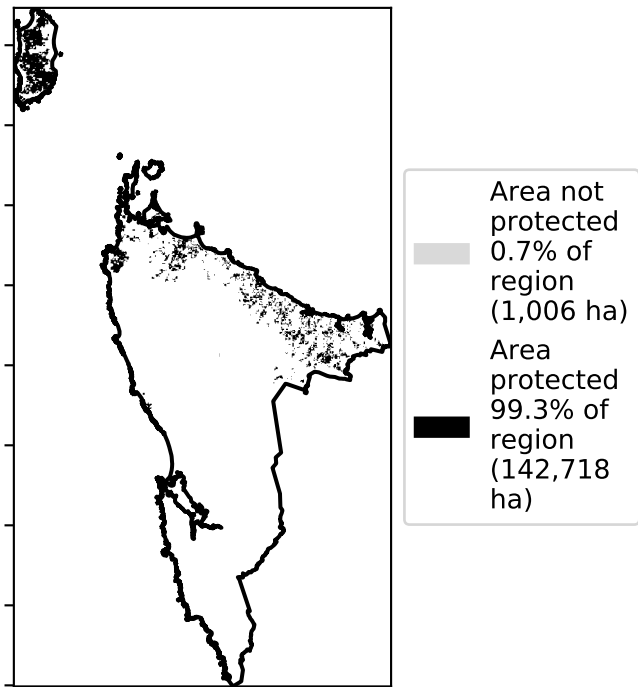 Area not
protected
0.7% of
region
(1,006 ha)
Area
protected
99.3% of
region
(142,718
ha)